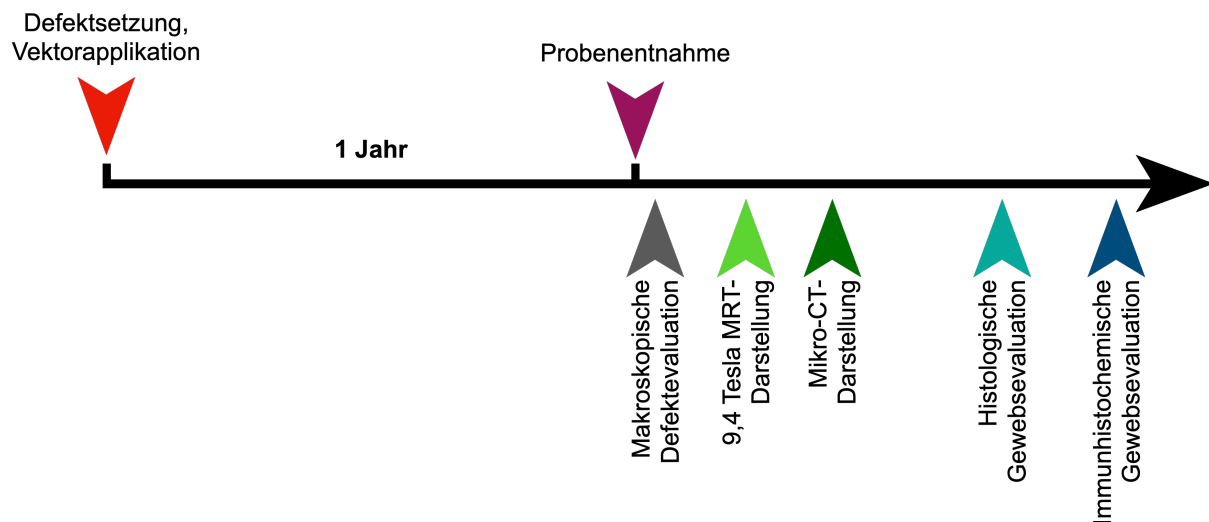 Defektsetzung,
Vektorapplikation
Probenentnahme
1 Jahr
Makroskopische
Defektevaluation
9,4 Tesla MRT-
Darstellung
Mikro-CT-
Darstellung
Histologische
Gewebsevaluation
Immunhistochemische
Gewebsevaluation